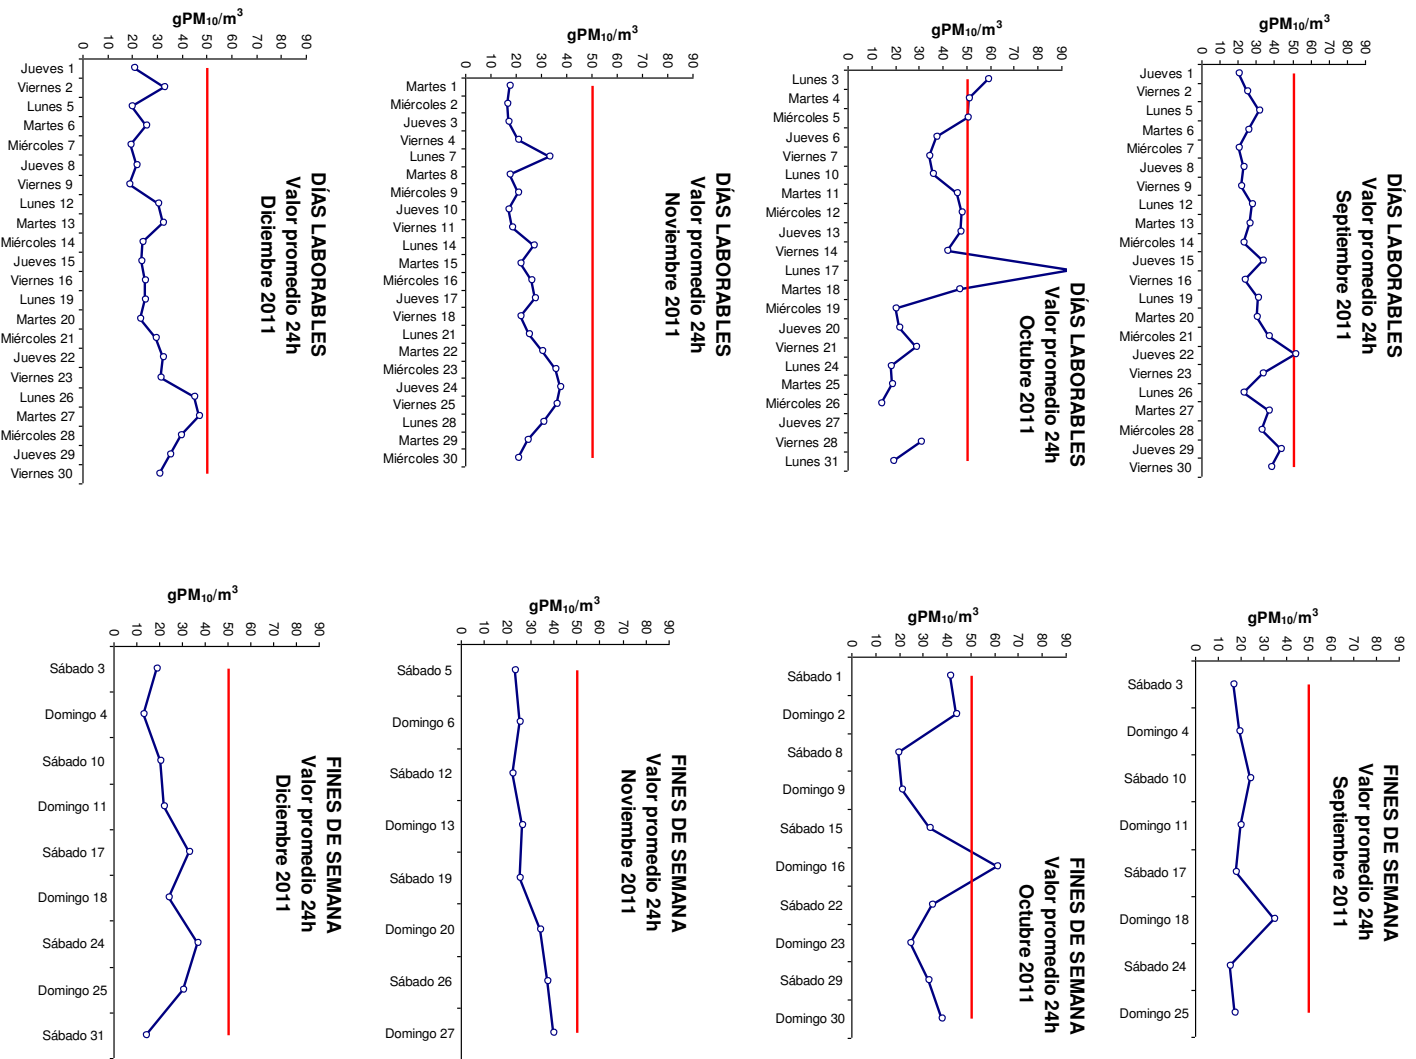 gPM10/m3
0 10 20 30 40 50 60 70 80 90
Jueves 1
Viernes 2
Lunes 5
Martes 6
Miércoles 7
Jueves 8
Viernes 9
Lunes 12
Martes 13
Miércoles 14
Jueves 15
Viernes 16
Lunes 19
Martes 20
Miércoles 21
Jueves 22
Viernes 23
Lunes 26
Martes 27
Miércoles 28
Jueves 29
Viernes 30
DÍAS LABORABLES
Valor promedio 24h
Diciembre 2011
gPM10/m3
0 10 20 30 40 50 60 70 80 90
Martes 1
Miércoles 2
Jueves 3
Viernes 4
Lunes 7
Martes 8
Miércoles 9
Jueves 10
Viernes 11
Lunes 14
Martes 15
Miércoles 16
Jueves 17
Viernes 18
Lunes 21
Martes 22
Miércoles 23
Jueves 24
Viernes 25
Lunes 28
Martes 29
Miércoles 30
DÍAS LABORABLES
Valor promedio 24h
Noviembre 2011
gPM10/m3
0 10 20 30 40 50 60 70 80 90
Lunes 3
Martes 4
Miércoles 5
Jueves 6
Viernes 7
Lunes 10
Martes 11
Miércoles 12
Jueves 13
Viernes 14
Lunes 17
Martes 18
Miércoles 19
Jueves 20
Viernes 21
Lunes 24
Martes 25
Miércoles 26
Jueves 27
Viernes 28
Lunes 31
DÍAS LABORABLES
Valor promedio 24h
Octubre 2011
gPM10/m3
0 10 20 30 40 50 60 70 80 90
Jueves 1
Viernes 2
Lunes 5
Martes 6
Miércoles 7
Jueves 8
Viernes 9
Lunes 12
Martes 13
Miércoles 14
Jueves 15
Viernes 16
Lunes 19
Martes 20
Miércoles 21
Jueves 22
Viernes 23
Lunes 26
Martes 27
Miércoles 28
Jueves 29
Viernes 30
DÍAS LABORABLES
Valor promedio 24h
Septiembre 2011
gPM10/m3
0 10 20 30 40 50 60 70 80 90
Sábado 3
Domingo 4
Sábado 10
Domingo 11
Sábado 17
Domingo 18
Sábado 24
Domingo 25
Sábado 31
FINES DE SEMANA
Valor promedio 24h
Diciembre 2011
gPM10/m3
0 10 20 30 40 50 60 70 80 90
Sábado 5
Domingo 6
Sábado 12
Domingo 13
Sábado 19
Domingo 20
Sábado 26
Domingo 27
FINES DE SEMANA
Valor promedio 24h
Noviembre 2011
gPM10/m3
0 10 20 30 40 50 60 70 80 90
Sábado 1
Domingo 2
Sábado 8
Domingo 9
Sábado 15
Domingo 16
Sábado 22
Domingo 23
Sábado 29
Domingo 30
FINES DE SEMANA
Valor promedio 24h
Octubre 2011
gPM10/m3
0 10 20 30 40 50 60 70 80 90
Sábado 3
Domingo 4
Sábado 10
Domingo 11
Sábado 17
Domingo 18
Sábado 24
Domingo 25
FINES DE SEMANA
Valor promedio 24h
Septiembre 2011